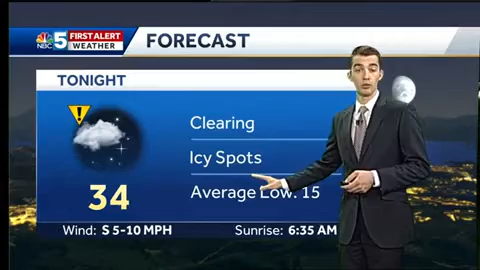 NBC 5 FIRST ALERT WEATHER
FORECAST
TONIGHT
!
34
Clearing
Icy Spots
Average Low: 15
Wind: S 5-10 MPH
Sunrise: 6:35 AM